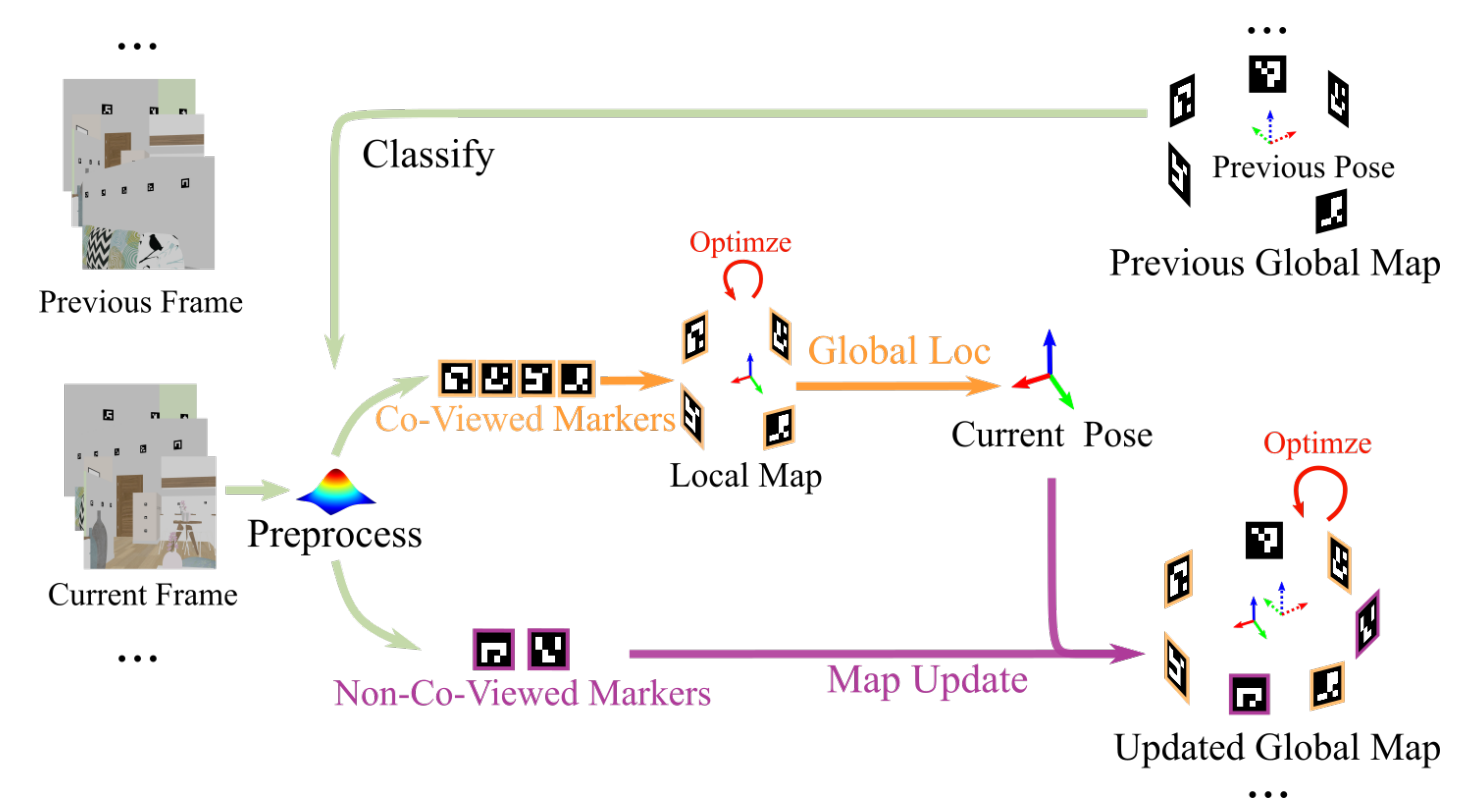 ...
...
Classify
Previous Pose
Previous Global Map
Previous Frame
Optimze
Global Loc
Co-Viewed Markers
Current Pose
Local Map
Optimze
Preprocess
Current Frame
...
Non-Co-Viewed Markers
Map Update
Updated Global Map
...